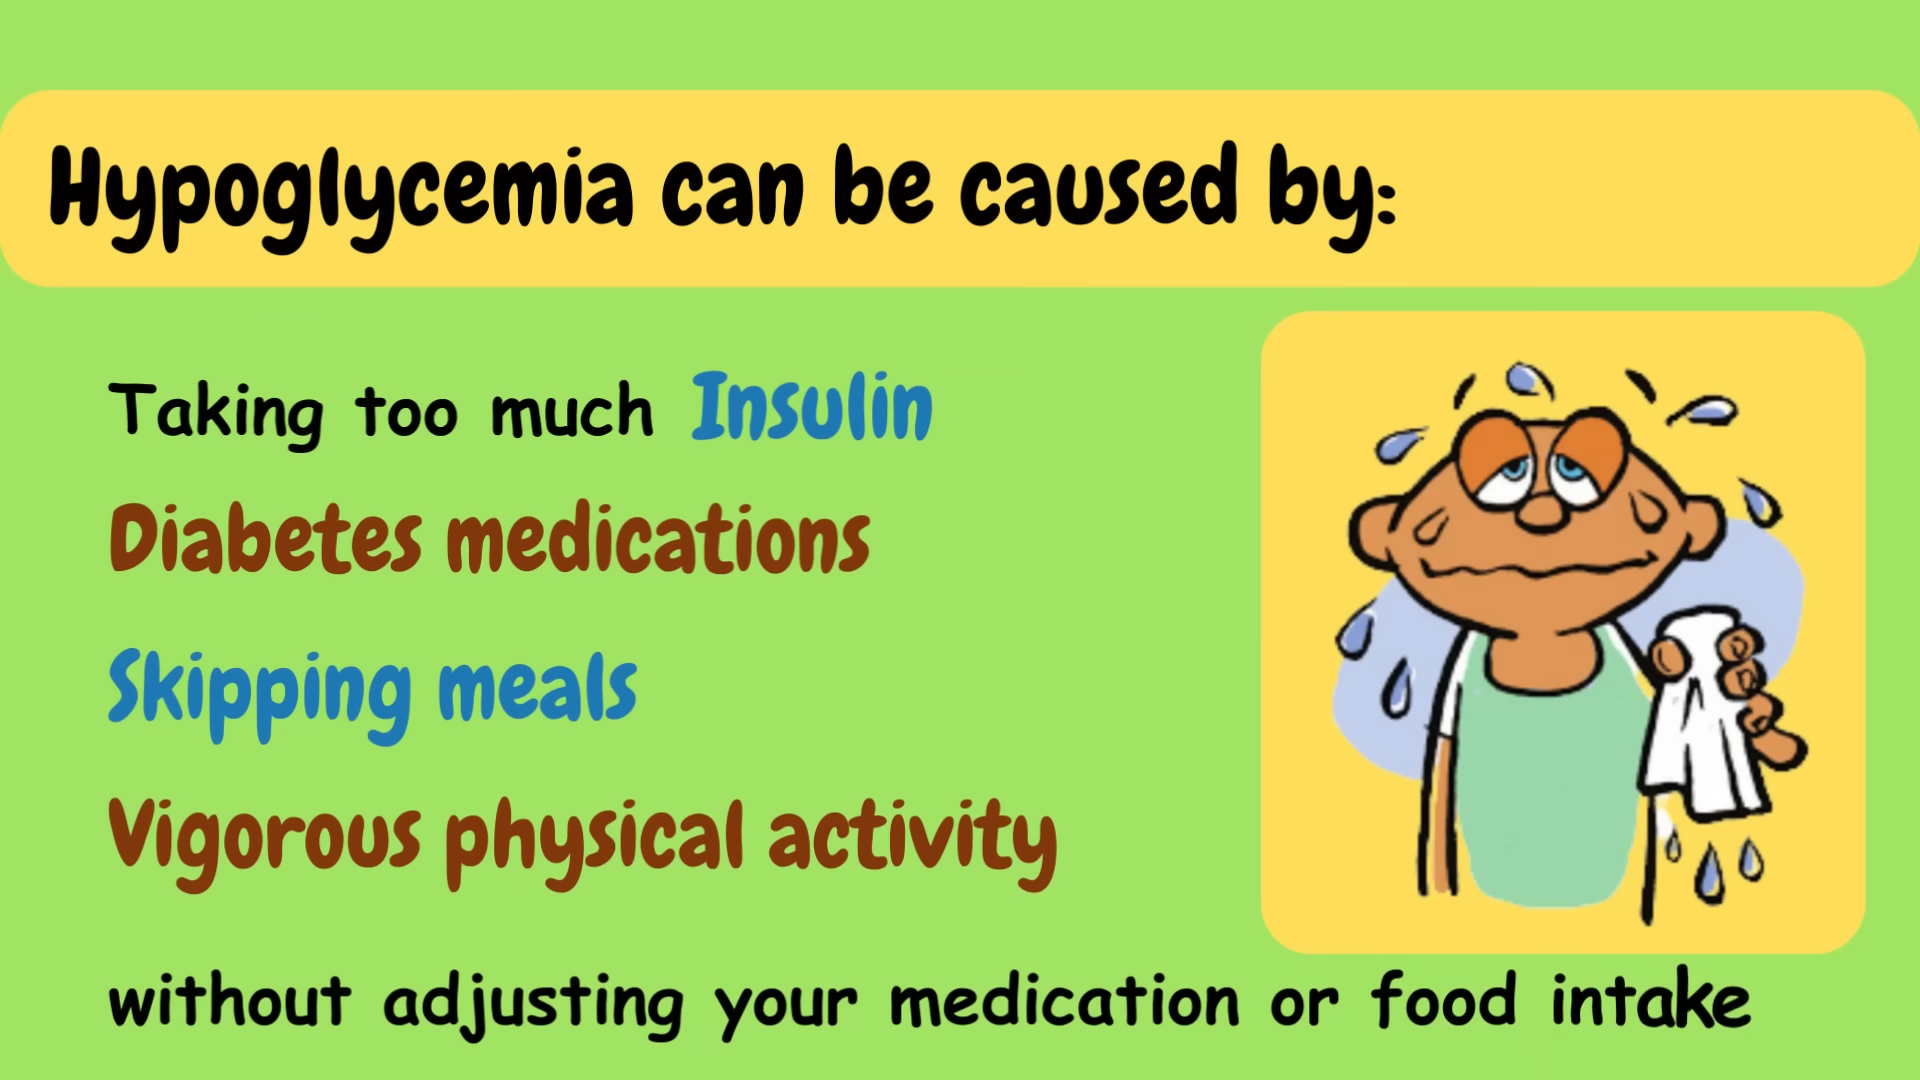 Hypoglycemia can be caused by:
Taking too much Insulin
Diabetes medications
Skipping meals
Vigorous physical activity
without adjusting your medication or food intake